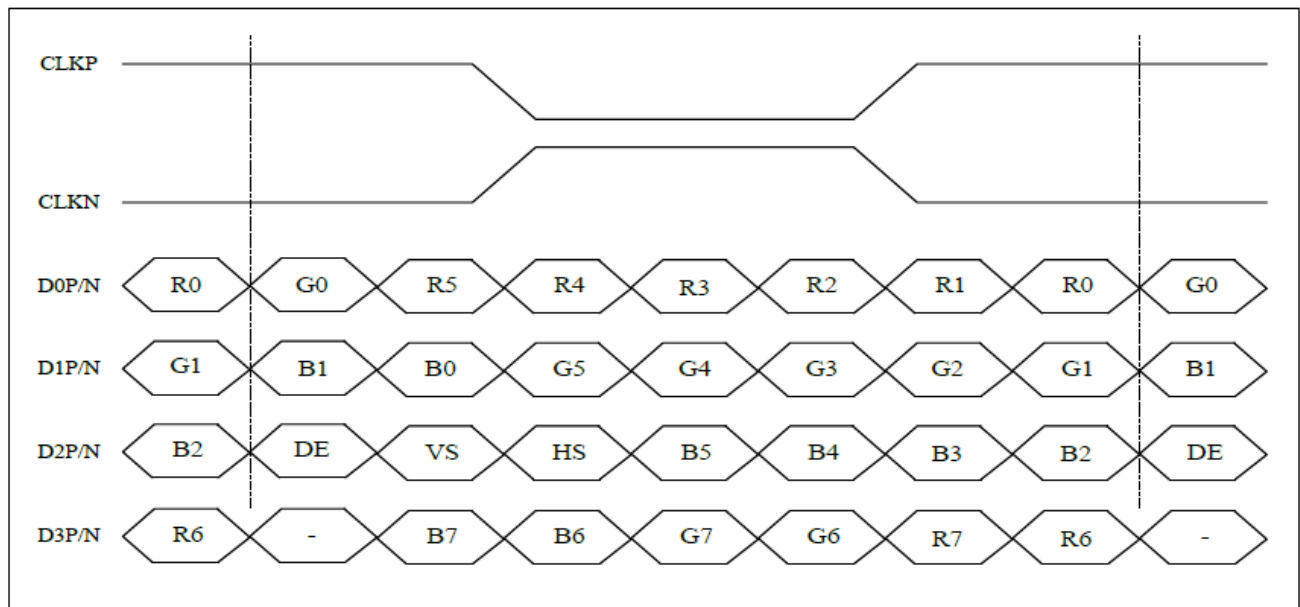 CLKP
CLKN
D0P/N R0 G0 R5 R4 R3 R2 R1 R0 G0
D1P/N G1 B1 B0 G5 G4 G3 G2 G1 B1
D2P/N B2 DE VS HS B5 B4 B3 B2 DE
D3P/N R6 - B7 B6 G7 G6 R7 R6 -